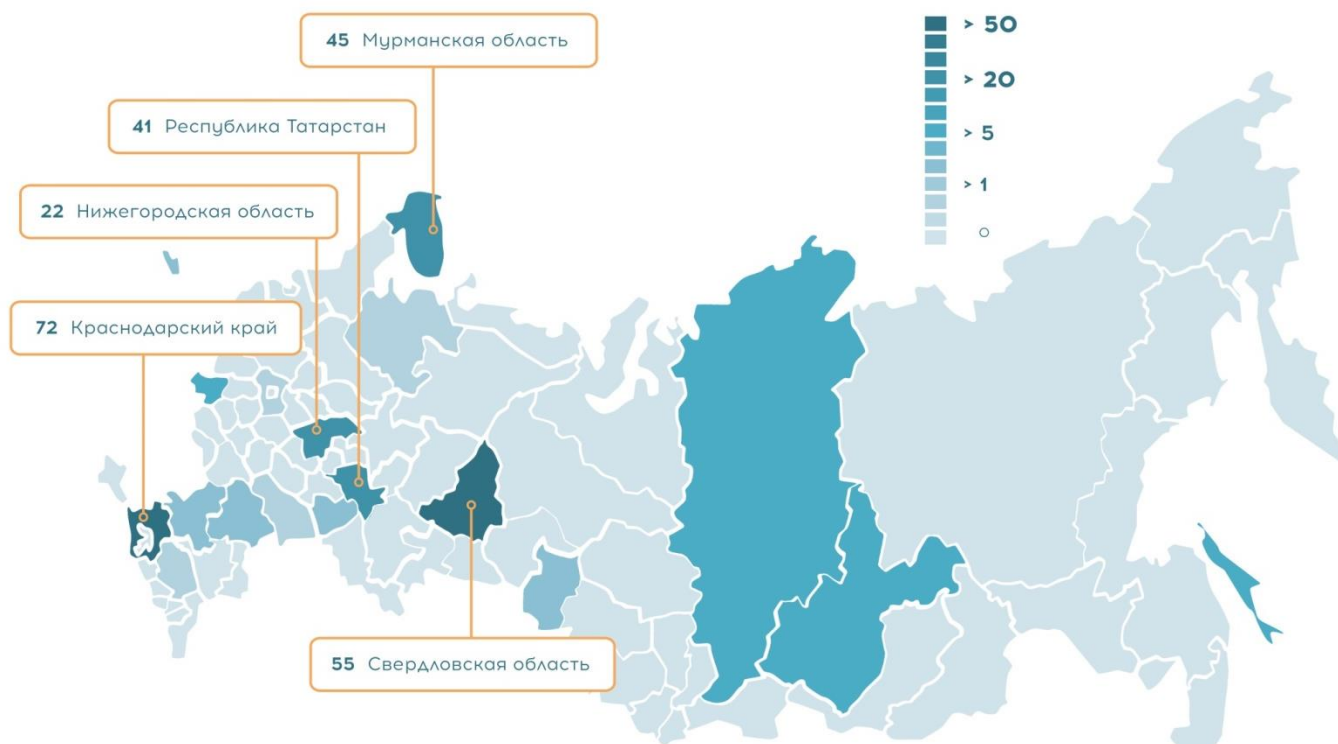 45 Мурманская область
41 Республика Татарстан
22 Нижегородская область
72 Краснодарский край
55 Свердловская область
> 50
> 20
> 5
> 1
0